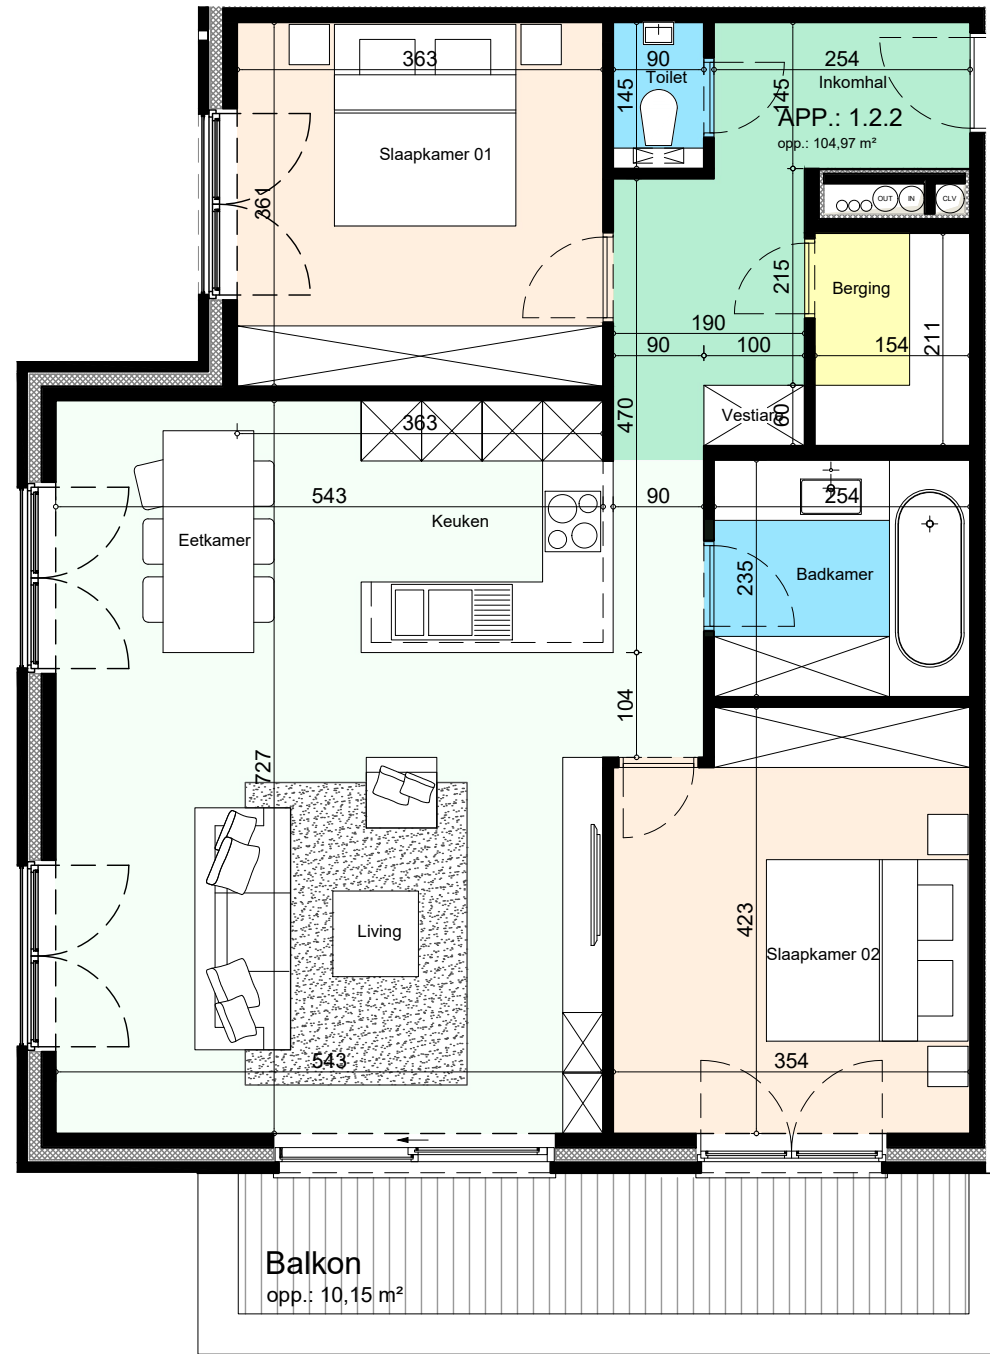 363
90
254
Toilet
Inkomhal
145
145
APP.: 1.2.2
opp.: 104,97 m²
Slaapkamer 01
361
OUT
IN
CLV
215
Berging
190
211
90
100
154
363
470
Vestiare
60
543
90
254
Keuken
Eetkamer
235
Badkamer
104
727
423
Living
Slaapkamer 02
543
354
Balkon
opp.: 10,15 m²